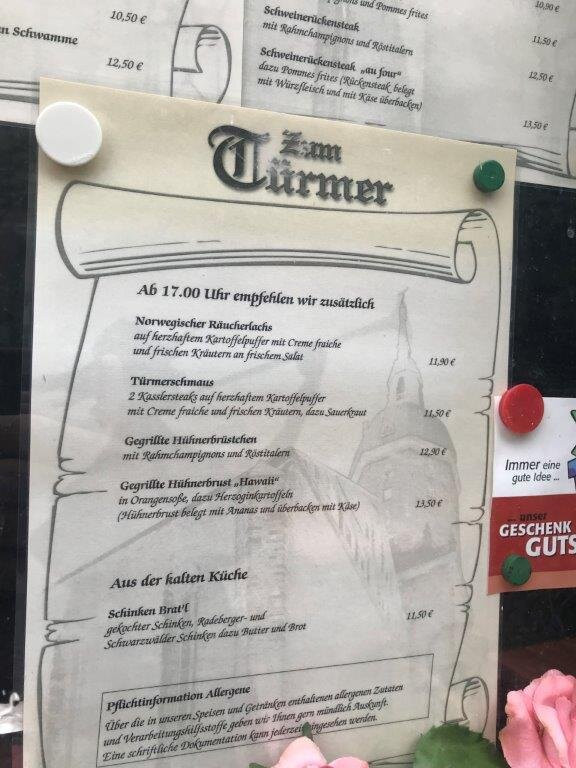 10,50 €
n Schwamme
12,50 €
und Pommes frites
10,90 €
Schweinerückensteak
mit Rahmchampignons und Röstitalern
11,50 €
Schweinerückensteak „au four“
dazu Pommes frites (Rückensteak belegt
mit Würzfleisch und mit Käse überbacken)
12,50 €
13,50 €
Zum
Türmer
Ab 17.00 Uhr empfehlen wir zusätzlich
Norwegischer Räucherlachs
auf herzhaftem Kartoffelpuffer mit Creme fraiche
und frischen Kräutern an frischem Salat
11,90 €
Türmerschmaus
2 Kasslersteaks auf herzhaftem Kartoffelpuffer
mit Creme fraiche und frischen Kräutern, dazu Sauerkraut
11,50 €
Gegrillte Hühnerbrüstchen
mit Rahmchampignons und Röstitalern
12,90 €
Gegrillte Hühnerbrust „Hawaii“
in Orangensoße, dazu Herzoginkartoffeln
(Hühnerbrust belegt mit Ananas und überbacken mit Käse)
13,50 €
Aus der kalten Küche
Schinken Brat'l
gekochter Schinken, Radeberger- und
Schwarzwälder Schinken dazu Butter und Brot
11,50 €
Pflichtinformation Allergene
Über die in unseren Speisen und Getränken enthaltenen allergenen Zutaten
und Verarbeitungshilfsstoffe geben wir Ihnen gern mündlich Auskunft.
Eine schriftliche Dokumentation kann jederzeit eingesehen werden.
Immer eine
gute Idee ...
... unser
GESCHENK
GUTS